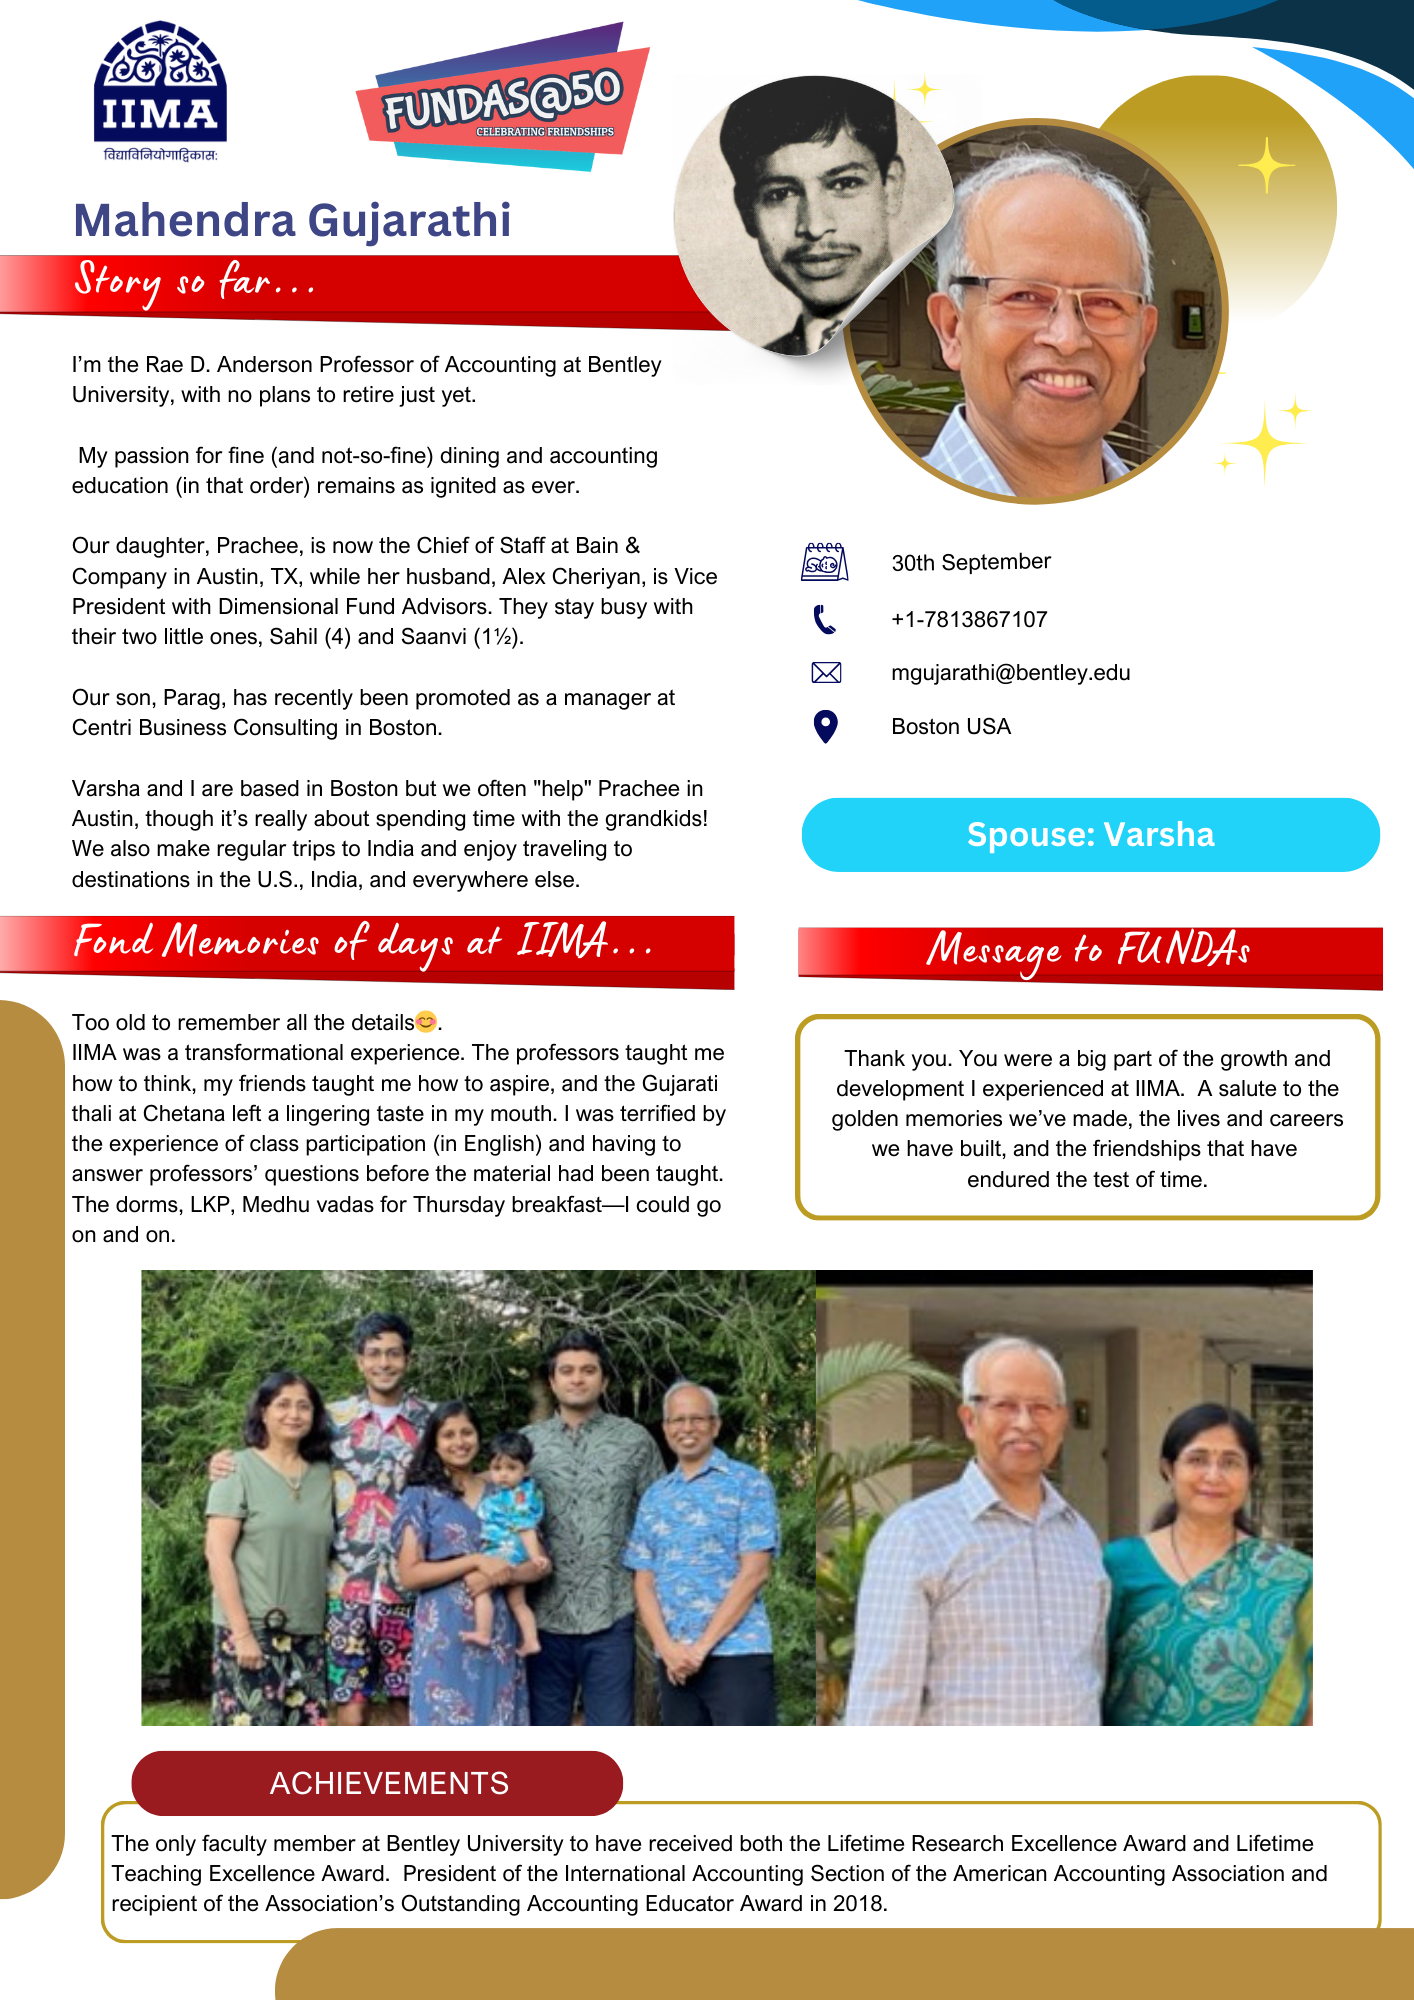 IIMA
विद्याविनियोगाद्विकास:
FUNDAS@50
CELEBRATING FRIENDSHIPS
Mahendra Gujarathi
Story so far...
I’m the Rae D. Anderson Professor of Accounting at Bentley
University, with no plans to retire just yet.
My passion for fine (and not-so-fine) dining and accounting
education (in that order) remains as ignited as ever.
Our daughter, Prachee, is now the Chief of Staff at Bain &
Company in Austin, TX, while her husband, Alex Cheriyan, is Vice
President with Dimensional Fund Advisors. They stay busy with
their two little ones, Sahil (4) and Saanvi (1½).
Our son, Parag, has recently been promoted as a manager at
Centri Business Consulting in Boston.
Varsha and I are based in Boston but we often "help" Prachee in
Austin, though it’s really about spending time with the grandkids!
We also make regular trips to India and enjoy traveling to
destinations in the U.S., India, and everywhere else.
30th September
+1-7813867107
mgujarathi@bentley.edu
Boston USA
Spouse: Varsha
Fond Memories of days at IIMA...
Too old to remember all the details😊.
IIMA was a transformational experience. The professors taught me
how to think, my friends taught me how to aspire, and the Gujarati
thali at Chetana left a lingering taste in my mouth. I was terrified by
the experience of class participation (in English) and having to
answer professors’ questions before the material had been taught.
The dorms, LKP, Medhu vadas for Thursday breakfast—I could go
on and on.
Message to FUNDAs
Thank you. You were a big part of the growth and
development I experienced at IIMA.  A salute to the
golden memories we’ve made, the lives and careers
we have built, and the friendships that have
endured the test of time.
ACHIEVEMENTS
The only faculty member at Bentley University to have received both the Lifetime Research Excellence Award and Lifetime
Teaching Excellence Award.  President of the International Accounting Section of the American Accounting Association and
recipient of the Association’s Outstanding Accounting Educator Award in 2018.